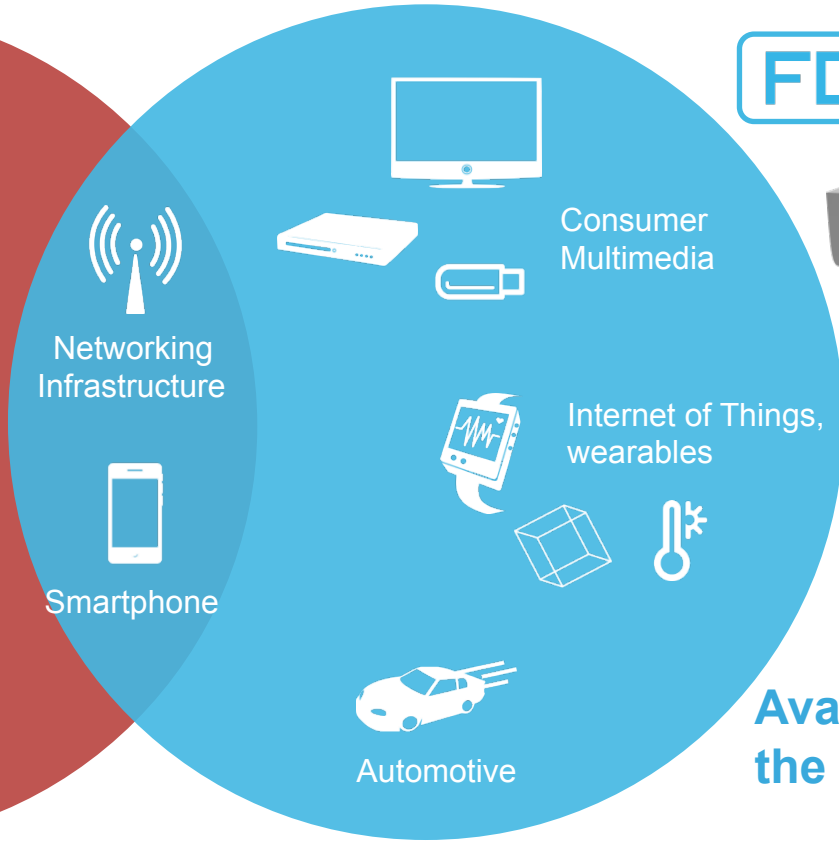 FD
Consumer
Multimedia
Networking
Infrastructure
Internet of Things,
wearables
Smartphone
Automotive
Ava
the